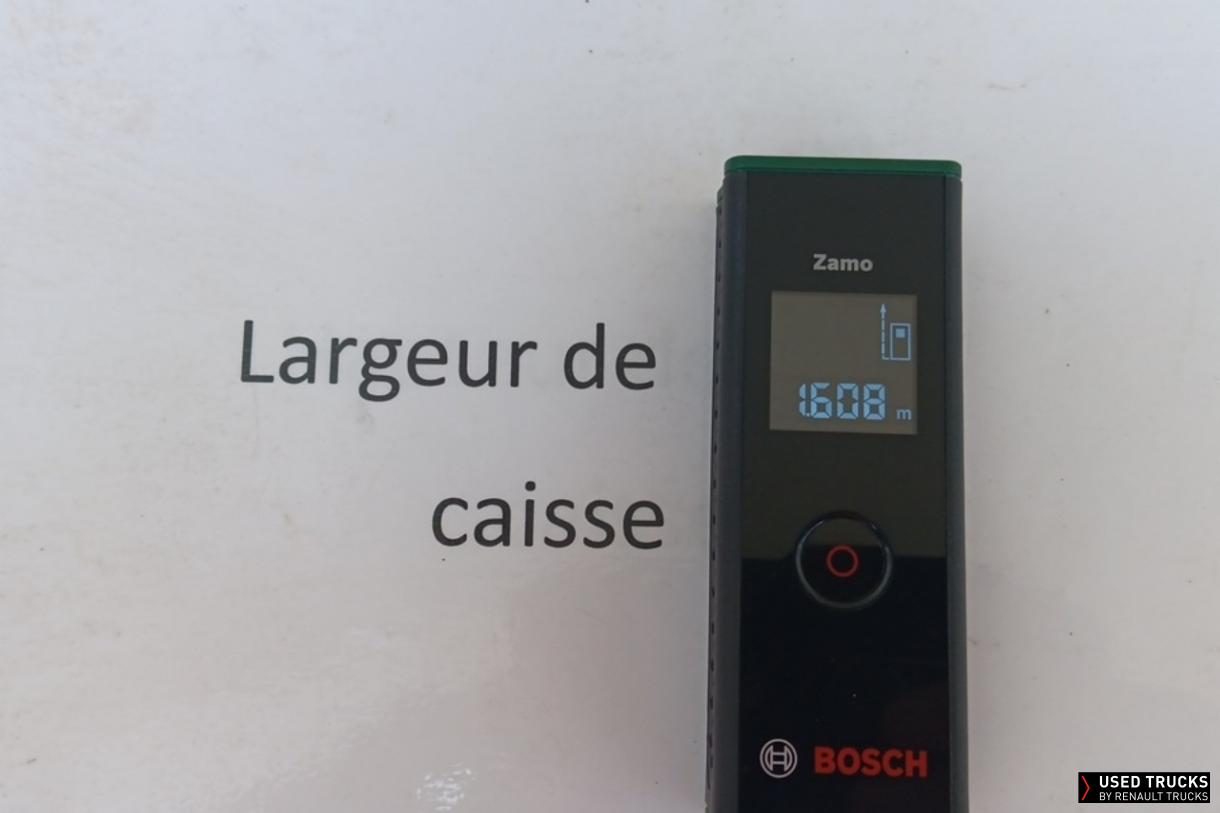 Largeur de
caisse
Zamo
1.608 m
BOSCH
USED TRUCKS
BY RENAULT TRUCKS